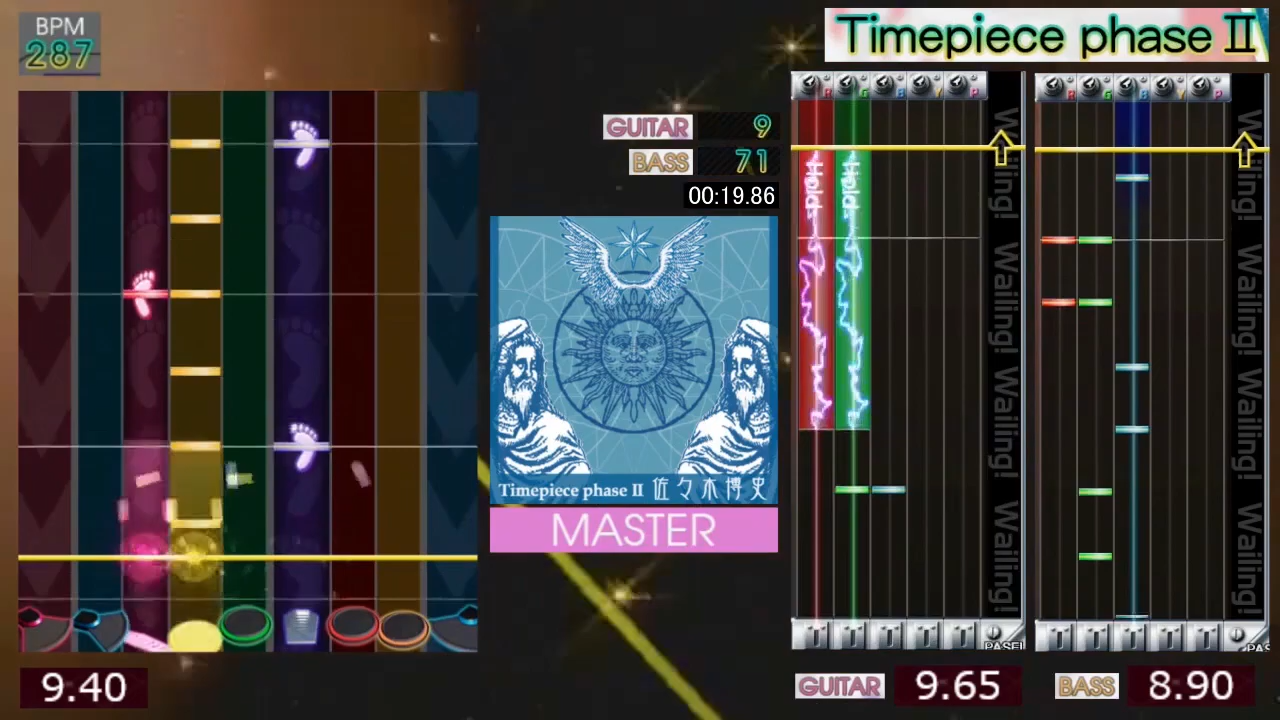 BPM
287
Timepiece phase II
R G B Y P
R G B Y P
GUITAR 9
BASS 71
00:19.86
Hold
Hold
Wailing!
Wailing!
Wailing!
Wailing!
Wailing!
Wailing!
Wailing!
Wailing!
Timepiece phase II 佐々木博史
MASTER
9.40
GUITAR 9.65
BASS 8.90